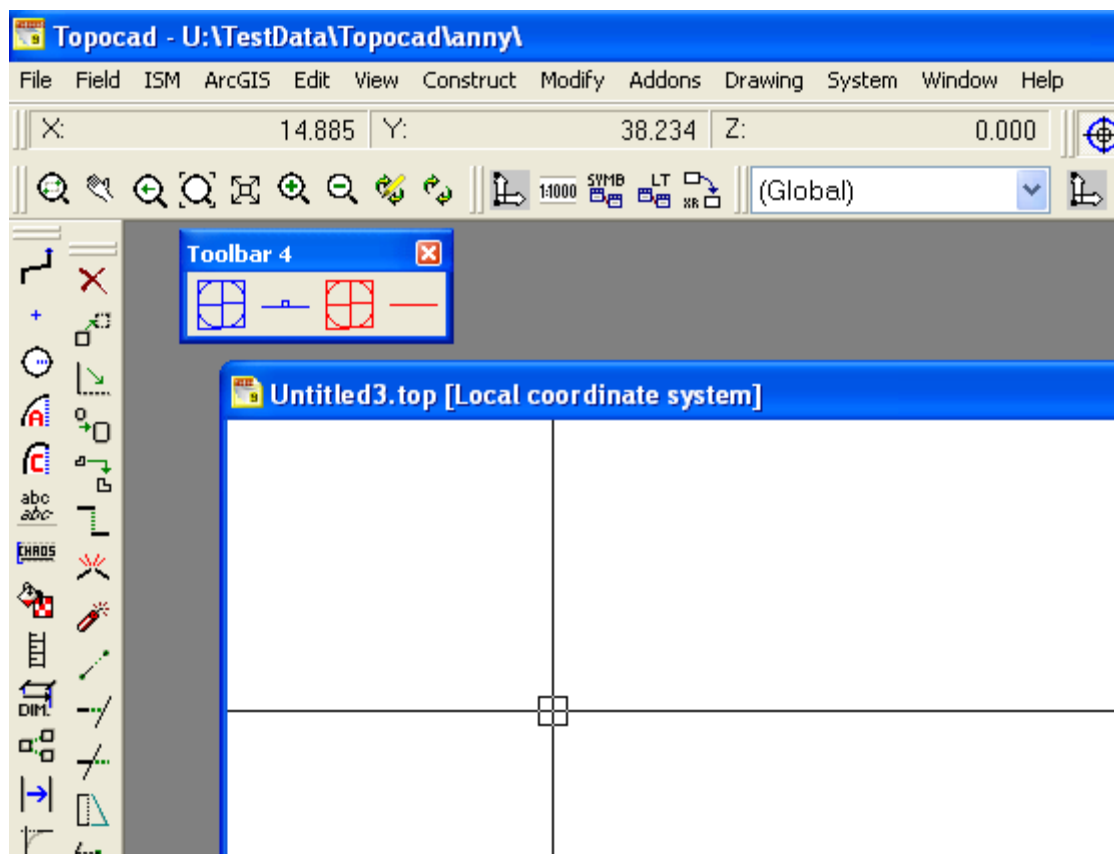 Topocad - U:\TestData\Topocad\anny\
File Field ISM ArcGIS Edit View Construct Modify Addons Drawing System Window Help
X: 14.885 Y: 38.234 Z: 0.000
1:1000 SYMB LT XR (Global)
Toolbar 4
Untitled3.top [Local coordinate system]
A
C
abc
abc
CHAOS
DIM.